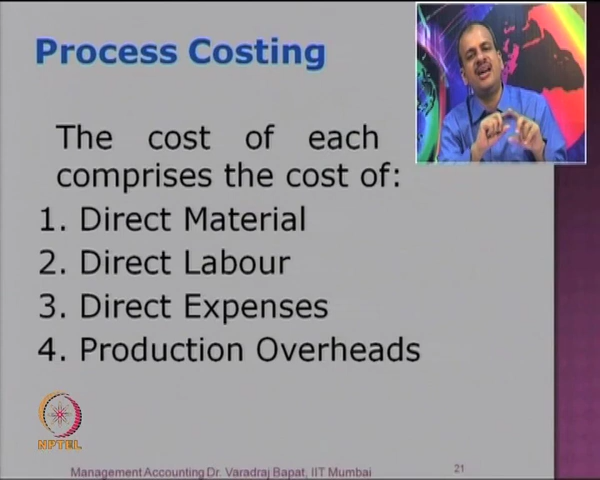 Process Costing
The cost of each
comprises the cost of:
1. Direct Material
2. Direct Labour
3. Direct Expenses
4. Production Overheads
NPTEL
Management Accounting Dr. Varadraj Bapat, IIT Mumbai
21